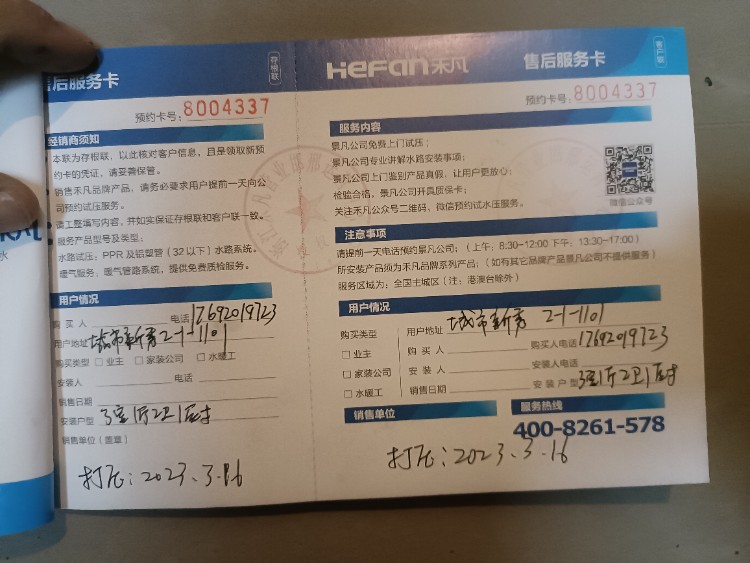 售后服务卡
存根联
预约卡号: 8004337
经销商须知
本联为存根联，以此核对客户信息，且是领取新预
约卡的凭证，请妥善保管。
销售禾凡品牌产品，请务必要求用户提前一天向公
司预约试压服务。
请工整填写内容，并如实保证存根联和客户联一致。
服务产品型号及类型：
水路试压：PPR 及铝塑管（32 以下）水路系统。
暖气服务：暖气管路系统，提供免费质检服务。
用户情况
购买人 电话 17692019723
用户地址 城市新秀 2-1-1101
购买类型 □ 业主 □ 家装公司 □ 水暖工
安装人 电话
销售日期
安装户型 3室1厅2卫1厨
销售单位（盖章）
打压：2023.3.16
HEFan禾凡
售后服务卡
客户联
预约卡号: 8004337
服务内容
景凡公司免费上门试压；
景凡公司专业讲解水路安装事项；
景凡公司上门鉴别产品真假，让用户更放心；
检验合格，景凡公司开具质保卡；
关注禾凡公众号二维码，微信预约试水压服务。
微信公众号
注意事项
请提前一天电话预约景凡公司；（上午：8:30-12:00 下午：13:30-17:00）
所安装产品须为禾凡品牌系列产品；（如有其它品牌产品景凡公司不提供服务）
服务区域为：全国主城区（注：港澳台除外）
用户情况
购买类型 用户地址 城市新秀 2-1-1101
□ 业主 购买人 购买人电话 17692019723
□ 家装公司 安装人 安装人电话
□ 水暖工 销售日期 安装户型 3室1厅2卫1厨
销售单位 服务热线
400-8261-578
打压：2023.3.16